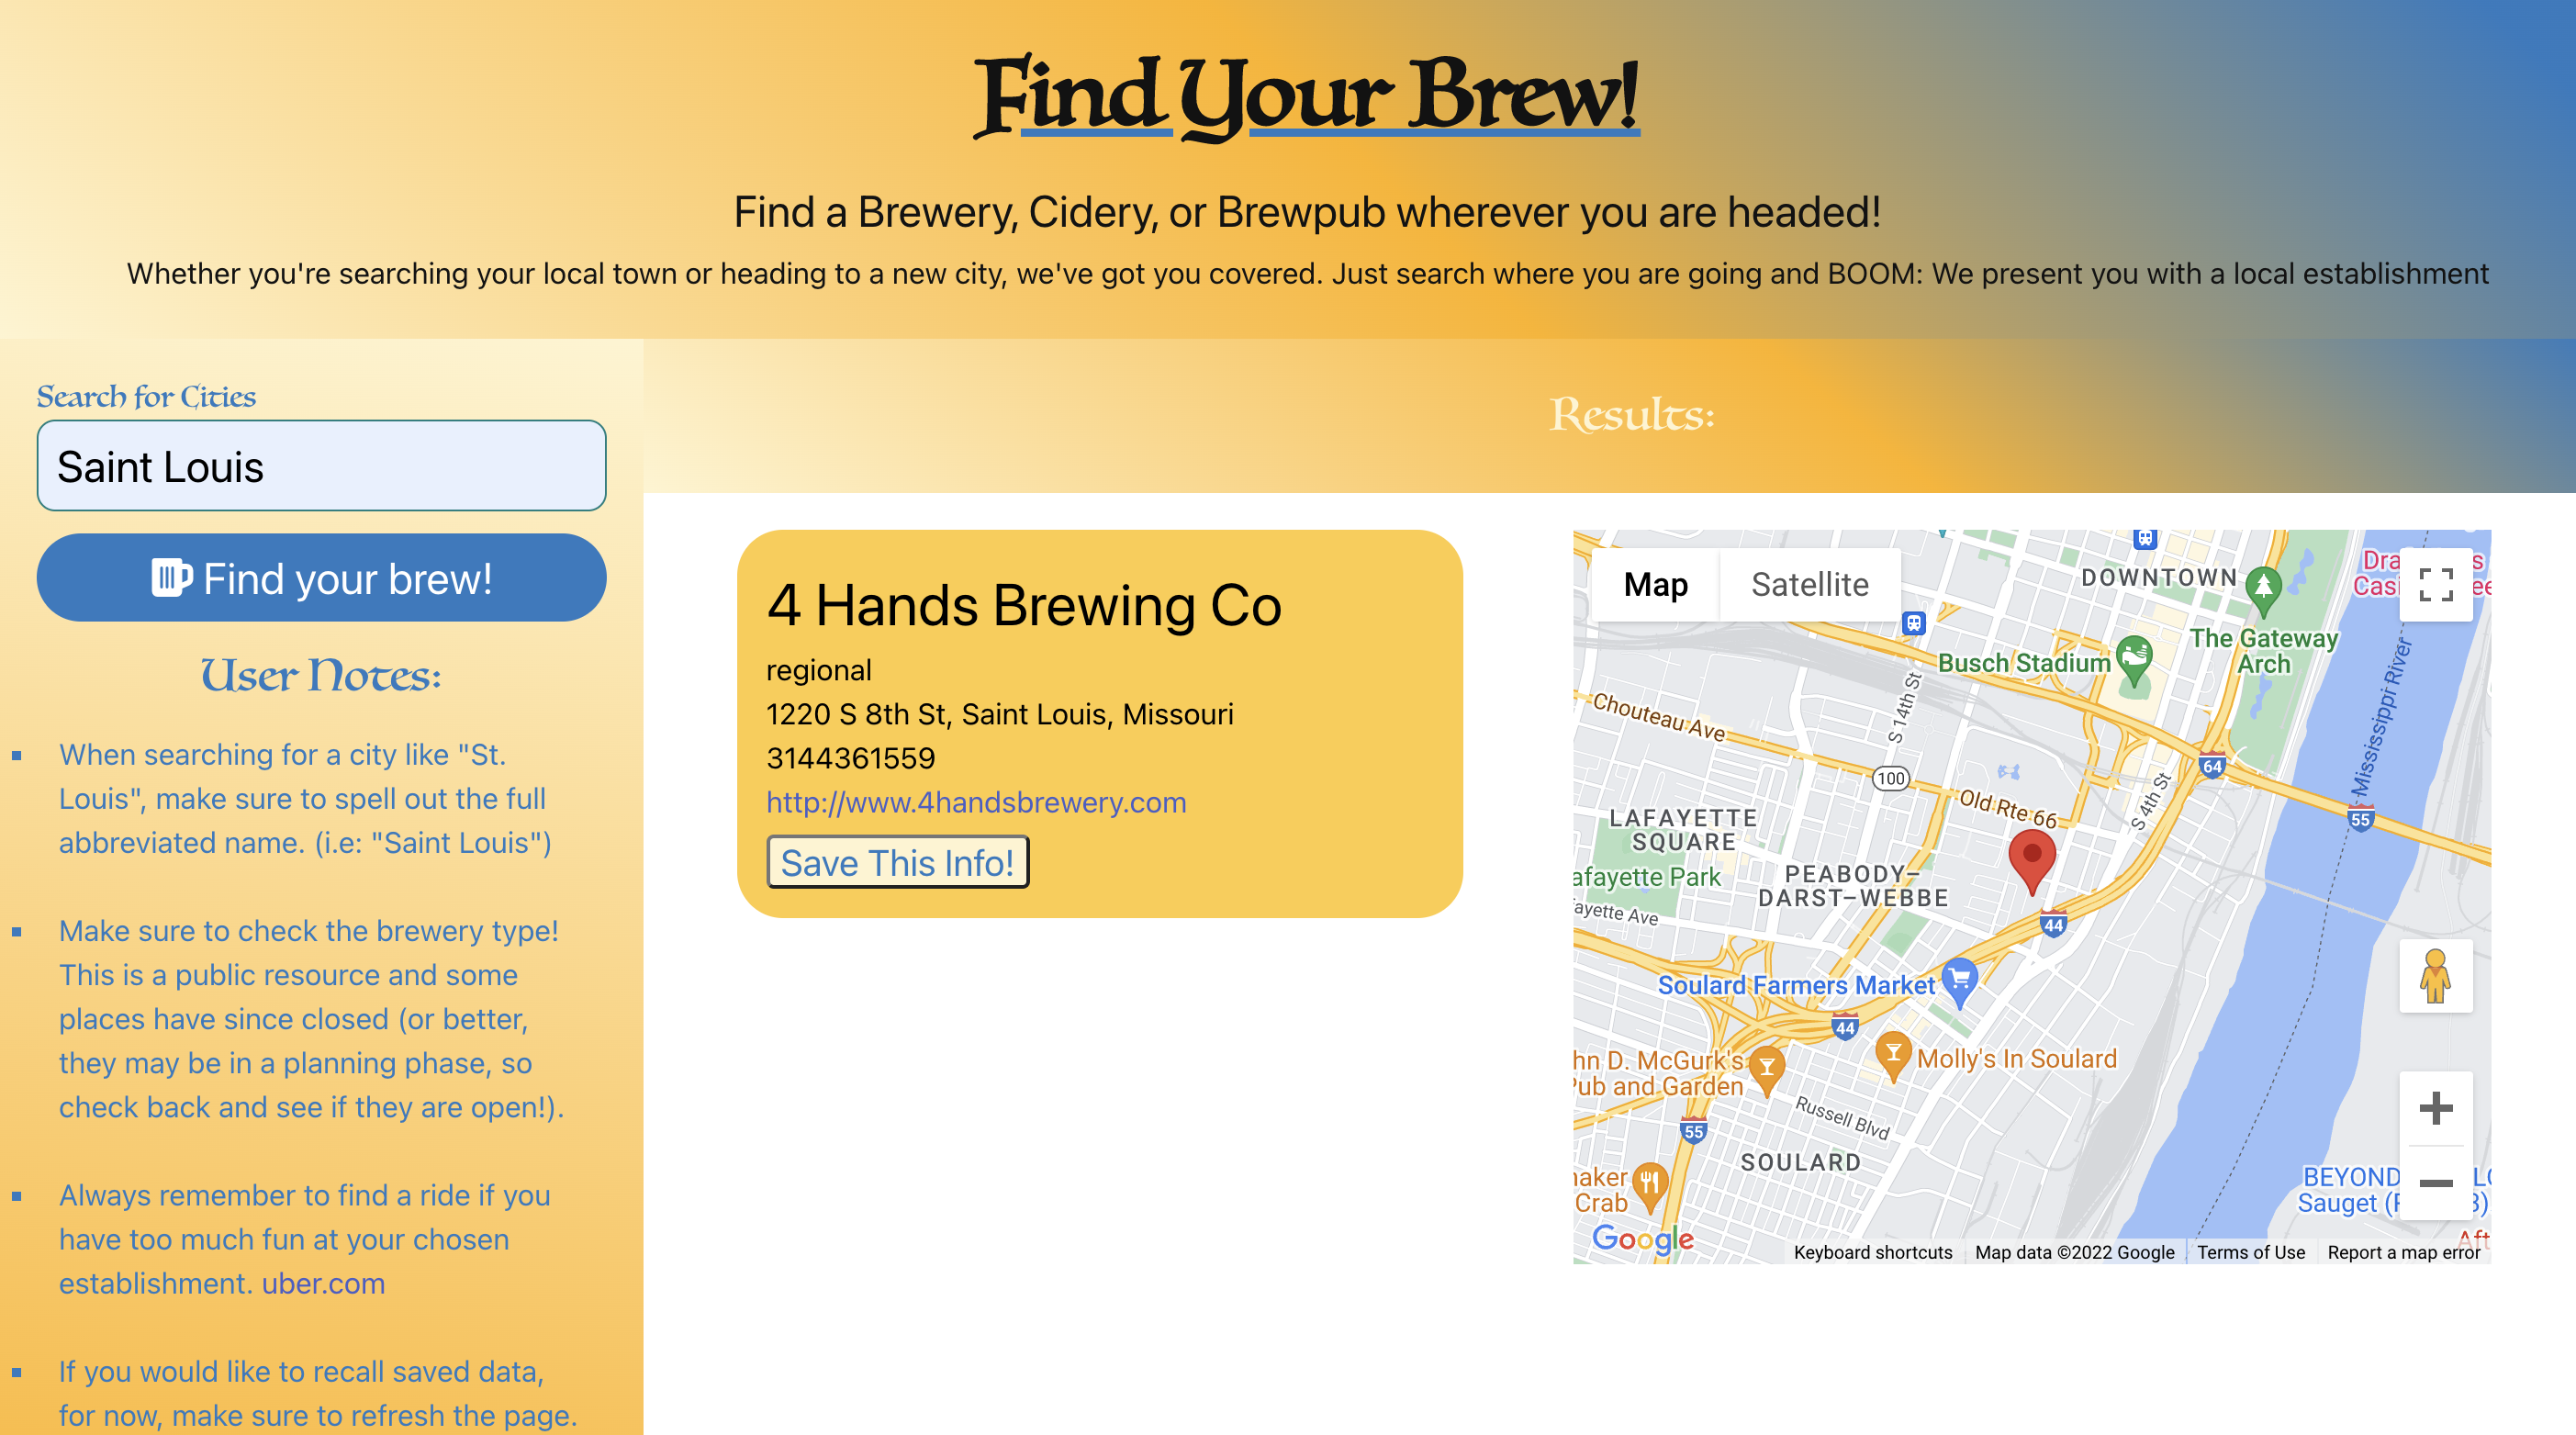 Find Your Brew!
Find a Brewery, Cidery, or Brewpub wherever you are headed!
Whether you're searching your local town or heading to a new city, we've got you covered. Just search where you are going and BOOM: We present you with a local establishment
Search for Cities
Saint Louis
Find your brew!
User Notes:
When searching for a city like "St.
Louis", make sure to spell out the full
abbreviated name. (i.e: "Saint Louis")
Make sure to check the brewery type!
This is a public resource and some
places have since closed (or better,
they may be in a planning phase, so
check back and see if they are open!).
Always remember to find a ride if you
have too much fun at your chosen
establishment. uber.com
If you would like to recall saved data,
for now, make sure to refresh the page.
Results:
4 Hands Brewing Co
regional
1220 S 8th St, Saint Louis, Missouri
3144361559
http://www.4handsbrewery.com
Save This Info!
Map
Satellite
DOWNTOWN
The Gateway
Arch
Busch Stadium
Mississippi River
S 14th St
Chouteau Ave
100
64
Old Rte 66
S 4th St
55
LAFAYETTE
SQUARE
PEABODY–
DARST–WEBBE
afayette Park
ayette Ave
44
Soulard Farmers Market
44
hn D. McGurk's
Pub and Garden
Molly's In Soulard
Russell Blvd
55
SOULARD
Crab
BEYOND
Sauget
Google
Keyboard shortcuts
Map data ©2022 Google
Terms of Use
Report a map error